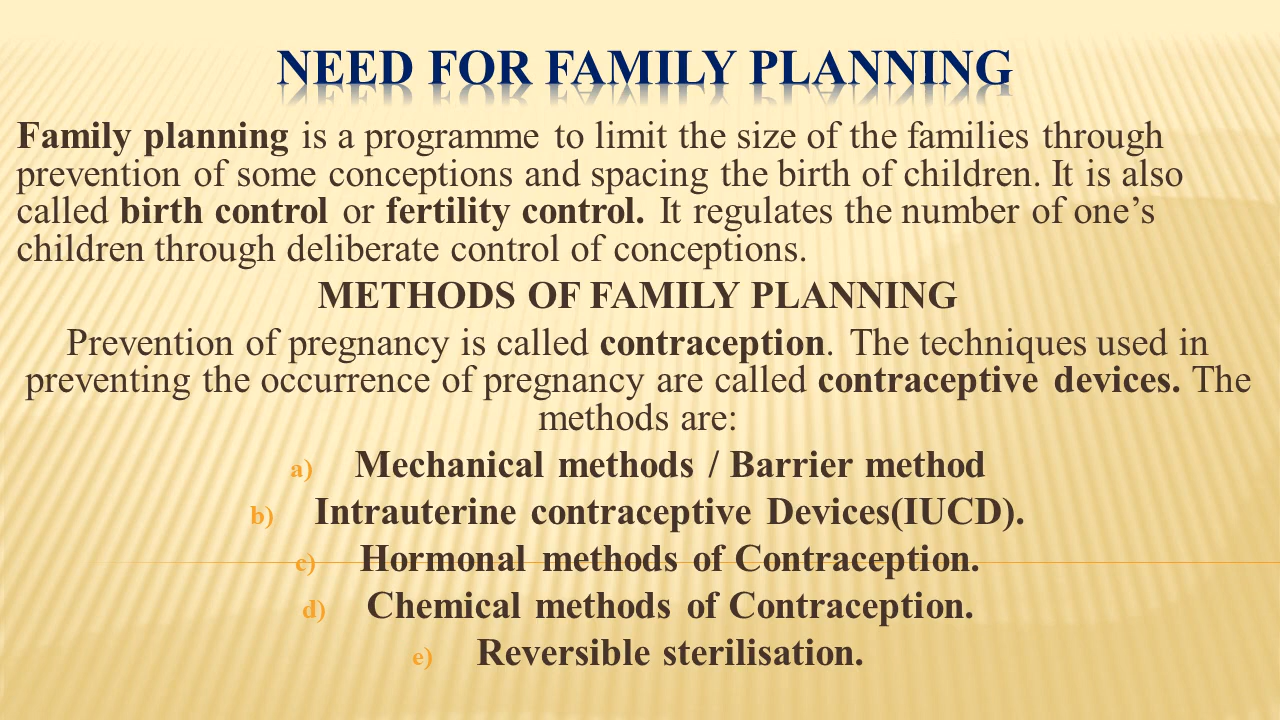 NEED FOR FAMILY PLANNING
Family planning is a programme to limit the size of the families through
prevention of some conceptions and spacing the birth of children. It is also
called birth control or fertility control. It regulates the number of one’s
children through deliberate control of conceptions.
METHODS OF FAMILY PLANNING
Prevention of pregnancy is called contraception. The techniques used in
preventing the occurrence of pregnancy are called contraceptive devices. The
methods are:
a) Mechanical methods / Barrier method
b) Intrauterine contraceptive Devices(IUCD).
c) Hormonal methods of Contraception.
d) Chemical methods of Contraception.
e) Reversible sterilisation.